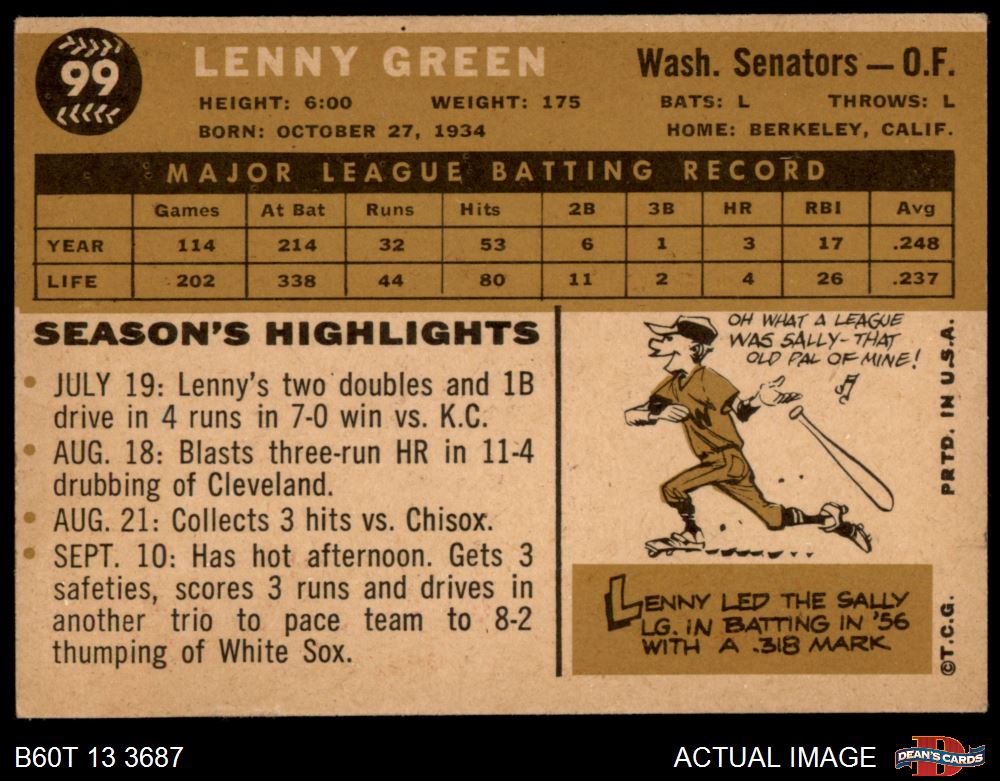 99
LENNY GREEN
Wash. Senators — O.F.
HEIGHT: 6:00 WEIGHT: 175 BATS: L THROWS: L
BORN: OCTOBER 27, 1934 HOME: BERKELEY, CALIF.
MAJOR LEAGUE BATTING RECORD
Games At Bat Runs Hits 2B 3B HR RBI Avg
YEAR 114 214 32 53 6 1 3 17 .248
LIFE 202 338 44 80 11 2 4 26 .237
SEASON'S HIGHLIGHTS
• JULY 19: Lenny's two doubles and 1B
drive in 4 runs in 7-0 win vs. K.C.
• AUG. 18: Blasts three-run HR in 11-4
drubbing of Cleveland.
• AUG. 21: Collects 3 hits vs. Chisox.
• SEPT. 10: Has hot afternoon. Gets 3
safeties, scores 3 runs and drives in
another trio to pace team to 8-2
thumping of White Sox.
OH WHAT A LEAGUE
WAS SALLY-THAT
OLD PAL OF MINE!
W
LENNY LED THE SALLY
LG. IN BATTING IN '56
WITH A .318 MARK
PRTD. IN U.S.A.
©T.C.G.
B60T 13 3687
ACTUAL IMAGE
D
DEAN'S CARDS